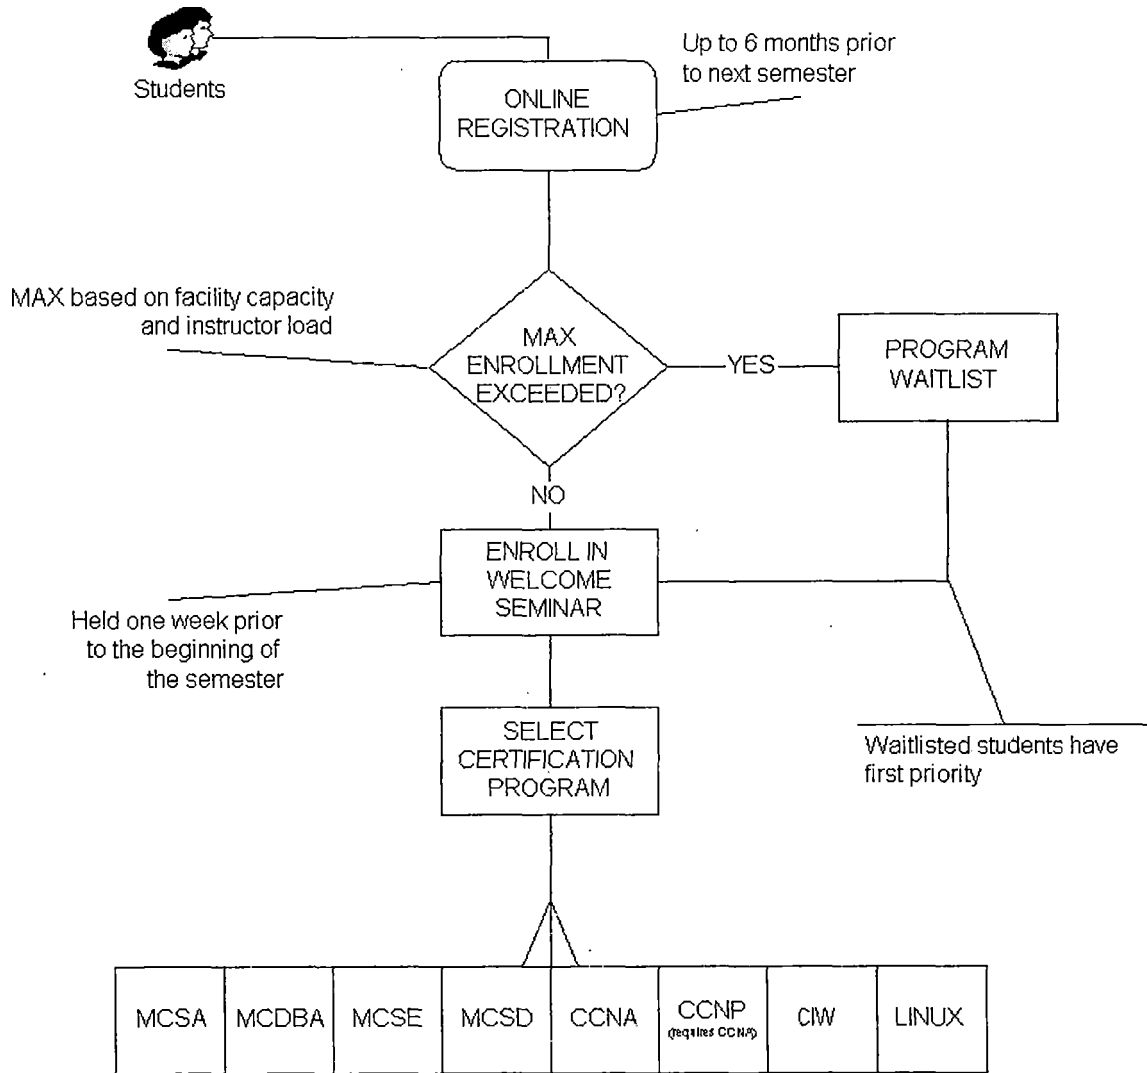 Students
Up to 6 months prior
to next semester
ONLINE
REGISTRATION
MAX based on facility capacity
and instructor load
MAX
ENROLLMENT
EXCEEDED?
YES
PROGRAM
WAITLIST
NO
ENROLL IN
WELCOME
SEMINAR
Held one week prior
to the beginning of
the semester
SELECT
CERTIFICATION
PROGRAM
Waitlisted students have
first priority
MCSA
MCDBA
MCSE
MCSD
CCNA
CCNP
(requires CCNA)
CIW
LINUX